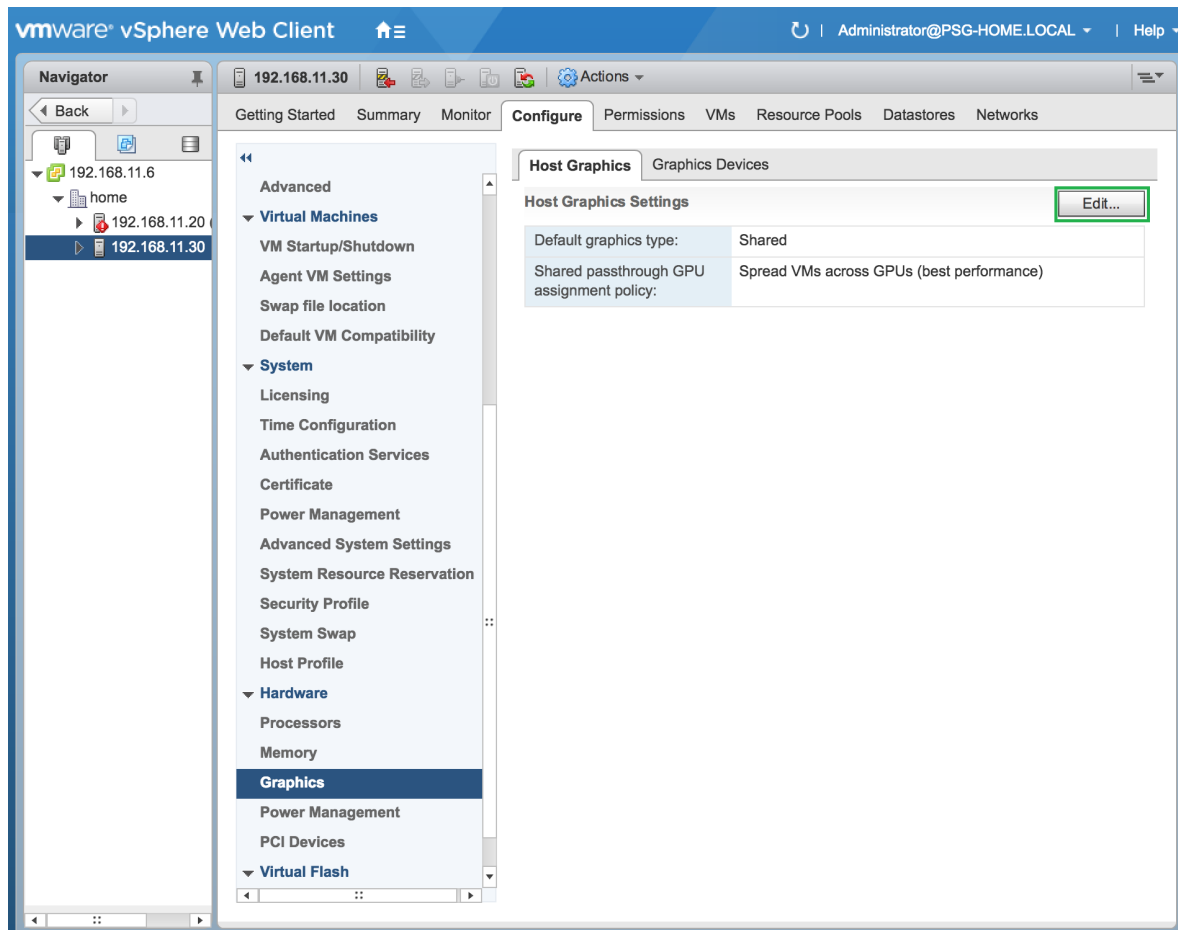 vmware® vSphere Web Client
Administrator@PSG-HOME.LOCAL
Help
Navigator
Back
192.168.11.6
home
192.168.11.20 (
192.168.11.30
192.168.11.30
Actions
Getting Started Summary Monitor Configure Permissions VMs Resource Pools Datastores Networks
Advanced
Virtual Machines
VM Startup/Shutdown
Agent VM Settings
Swap file location
Default VM Compatibility
System
Licensing
Time Configuration
Authentication Services
Certificate
Power Management
Advanced System Settings
System Resource Reservation
Security Profile
System Swap
Host Profile
Hardware
Processors
Memory
Graphics
Power Management
PCI Devices
Virtual Flash
Host Graphics Graphics Devices
Host Graphics Settings
Edit...
Default graphics type: Shared
Shared passthrough GPU Spread VMs across GPUs (best performance)
assignment policy: